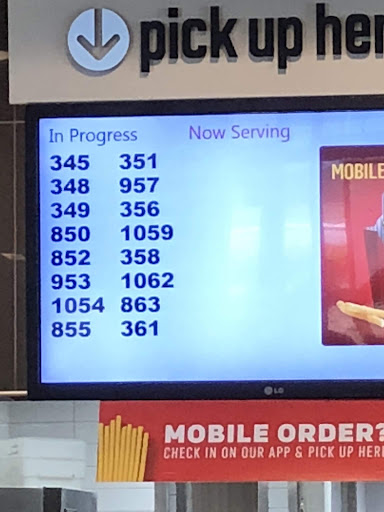 pick up her
In Progress Now Serving
345 351
348 957
349 356
850 1059
852 358
953 1062
1054 863
855 361
MOBILE
LG
MOBILE ORDER?
CHECK IN ON OUR APP & PICK UP HERE